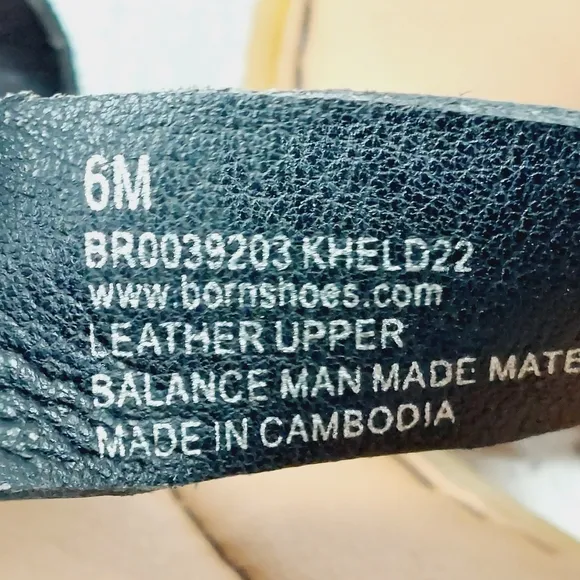 6M
BR0039203 KHELD22
www.bornshoes.com
LEATHER UPPER
BALANCE MAN MADE MATE
MADE IN CAMBODIA